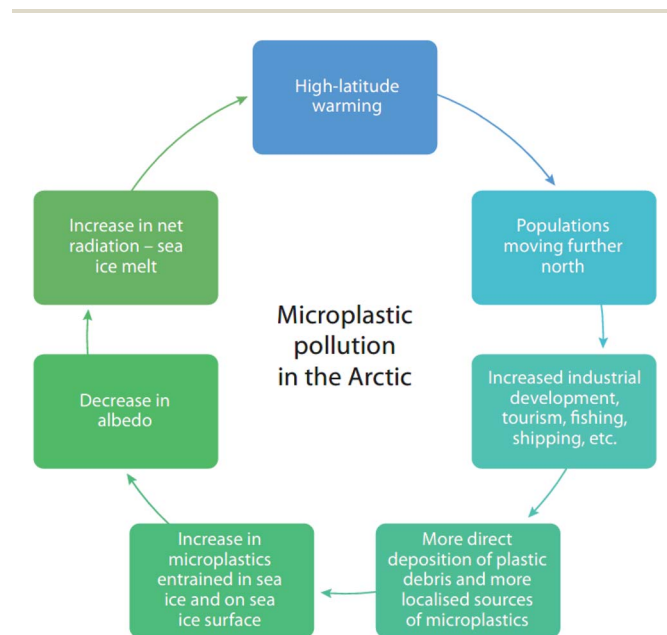 High-latitude
warming
Populations
moving further
north
Increased industrial
development,
tourism, fishing,
shipping, etc.
More direct
deposition of plastic
debris and more
localised sources
of microplastics
Increase in
microplastics
entrained in sea
ice and on sea
ice surface
Decrease in
albedo
Increase in net
radiation – sea
ice melt
Microplastic
pollution
in the Arctic